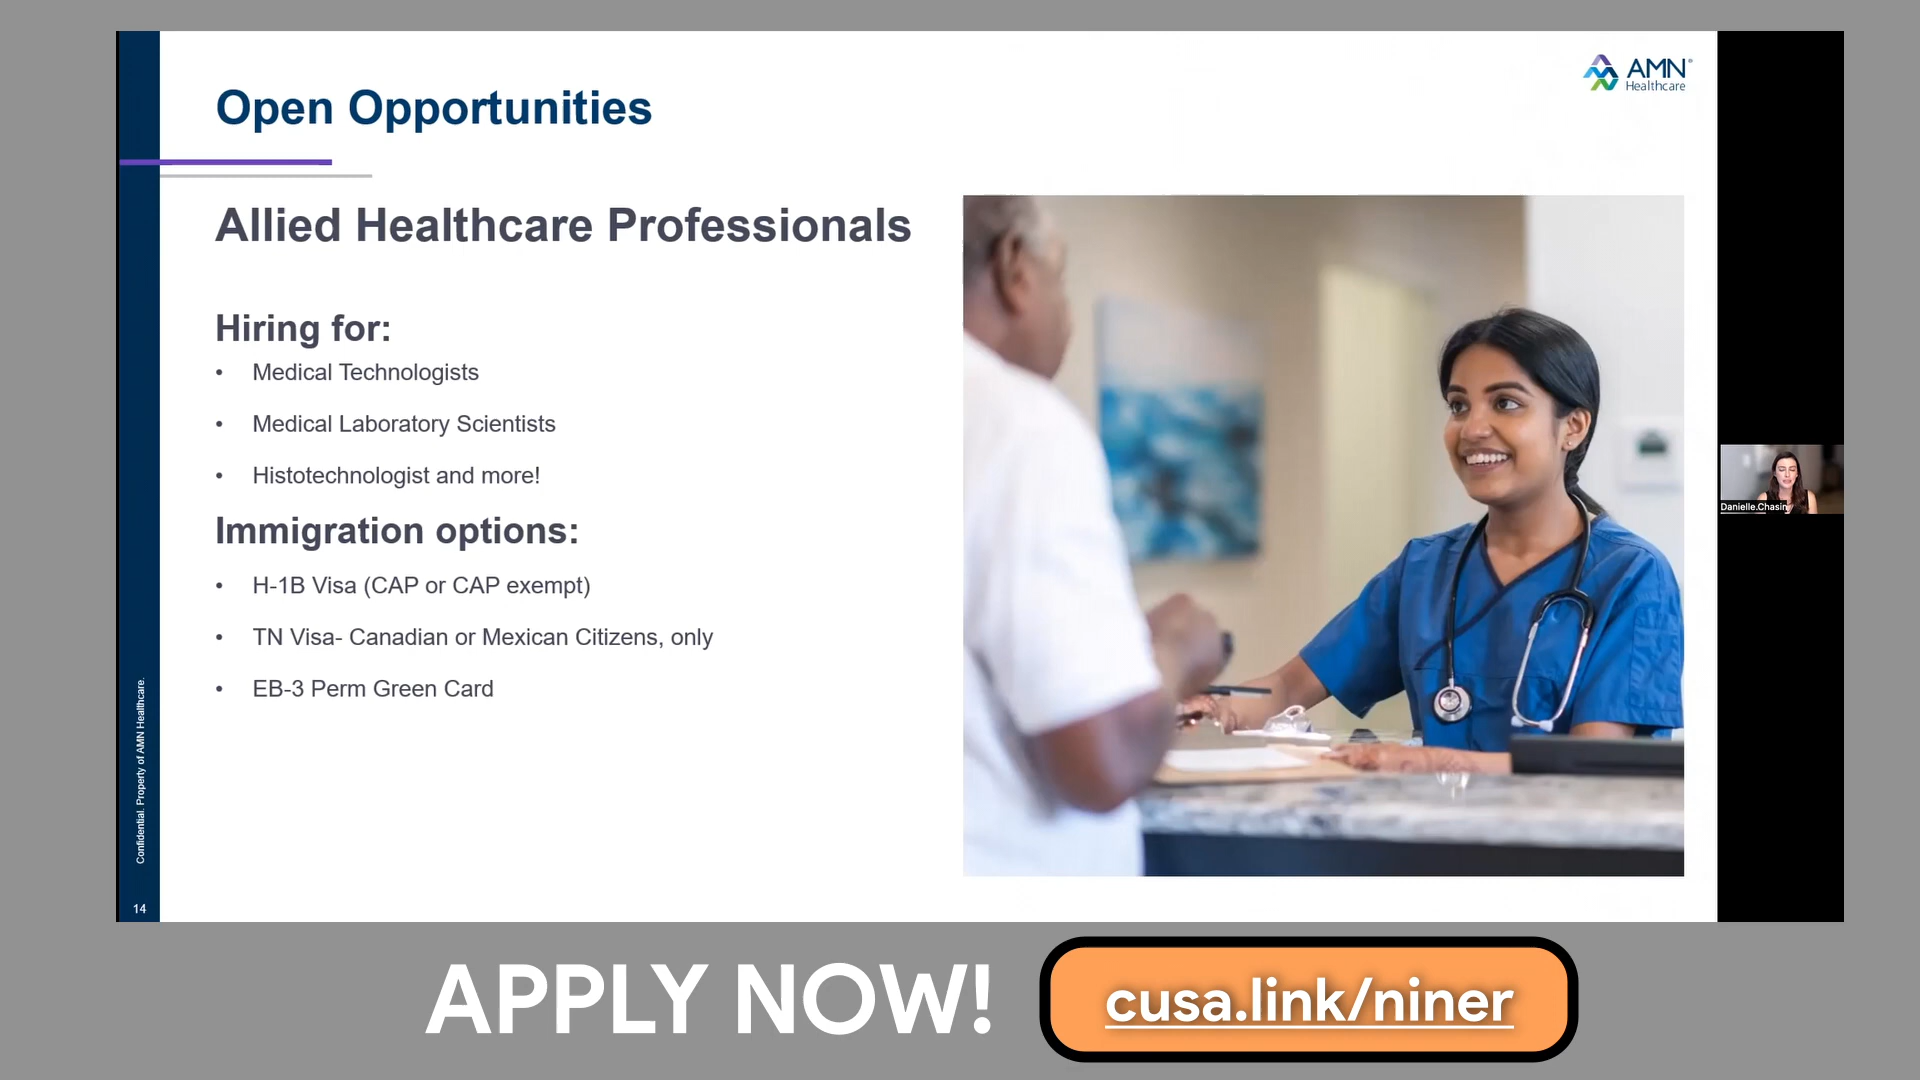 Open Opportunities
AMN®
Healthcare
Allied Healthcare Professionals
Hiring for:
• Medical Technologists
• Medical Laboratory Scientists
• Histotechnologist and more!
Immigration options:
• H-1B Visa (CAP or CAP exempt)
• TN Visa- Canadian or Mexican Citizens, only
• EB-3 Perm Green Card
Danielle.Chasin
Confidential. Property of AMN Healthcare.
14
APPLY NOW!
cusa.link/niner